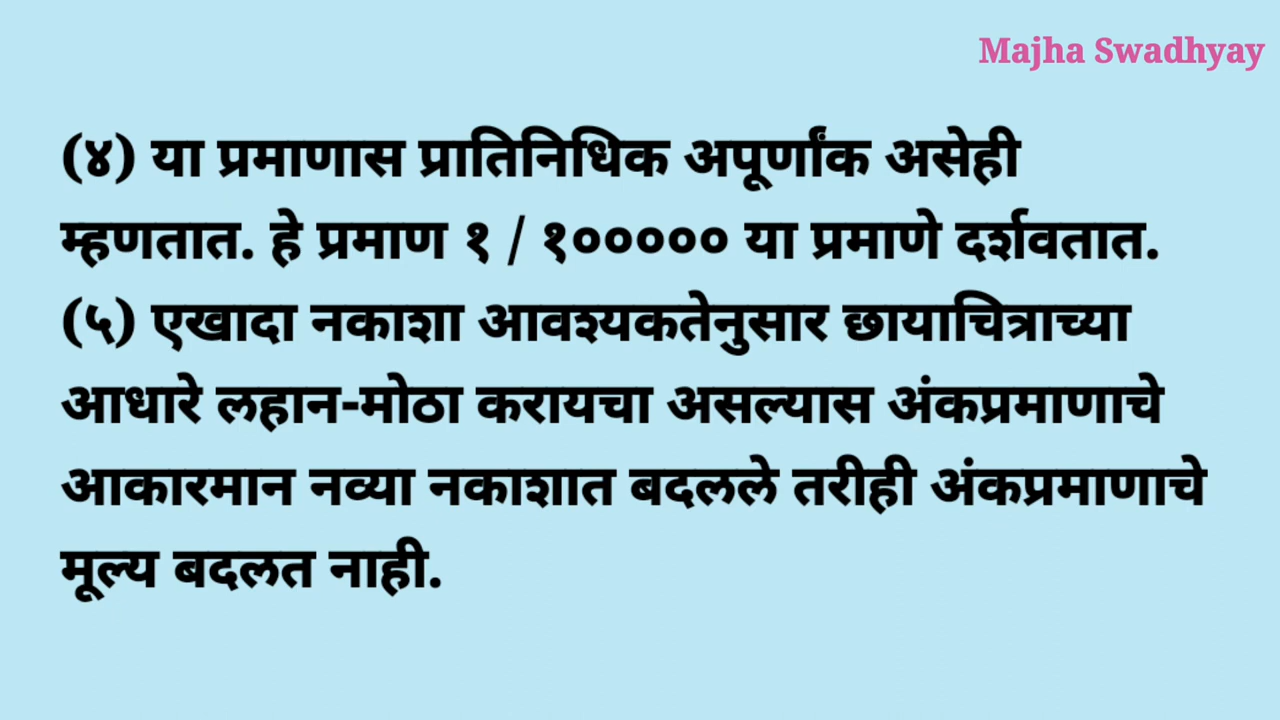 Majha Swadhyay
(४) या प्रमाणास प्रातिनिधिक अपूर्णांक असेही
म्हणतात. हे प्रमाण १ / १००००० या प्रमाणे दर्शवतात.
(५) एखादा नकाशा आवश्यकतेनुसार छायाचित्राच्या
आधारे लहान-मोठा करायचा असल्यास अंकप्रमाणाचे
आकारमान नव्या नकाशात बदलले तरीही अंकप्रमाणाचे
मूल्य बदलत नाही.